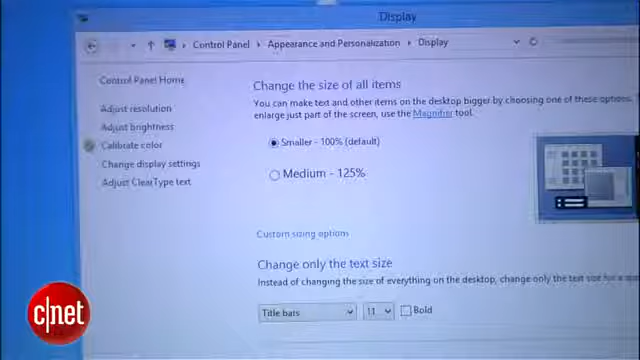 Display
Control Panel > Appearance and Personalization > Display
Control Panel Home
Adjust resolution
Adjust brightness
Calibrate color
Change display settings
Adjust ClearType text
Change the size of all items
You can make text and other items on the desktop bigger by choosing one of these options.
enlarge just part of the screen, use the Magnifier tool.
Smaller - 100% (default)
Medium - 125%
Custom sizing options
Change only the text size
Instead of changing the size of everything on the desktop, change only the text size for a
Title bars
11
Bold
c|net